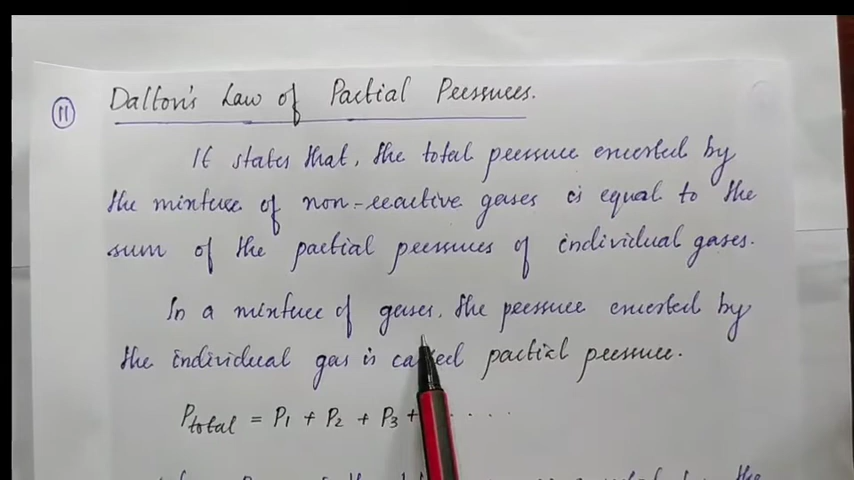 11 Dalton's Law of Partial Pressures.
It states that, the total pressure exerted by
the mixture of non-reactive gases is equal to the
sum of the partial pressures of individual gases.
In a mixture of gases, the pressure exerted by
the individual gas is called partial pressure.
Ptotal = P1 + P2 + P3 + . . . . .
the